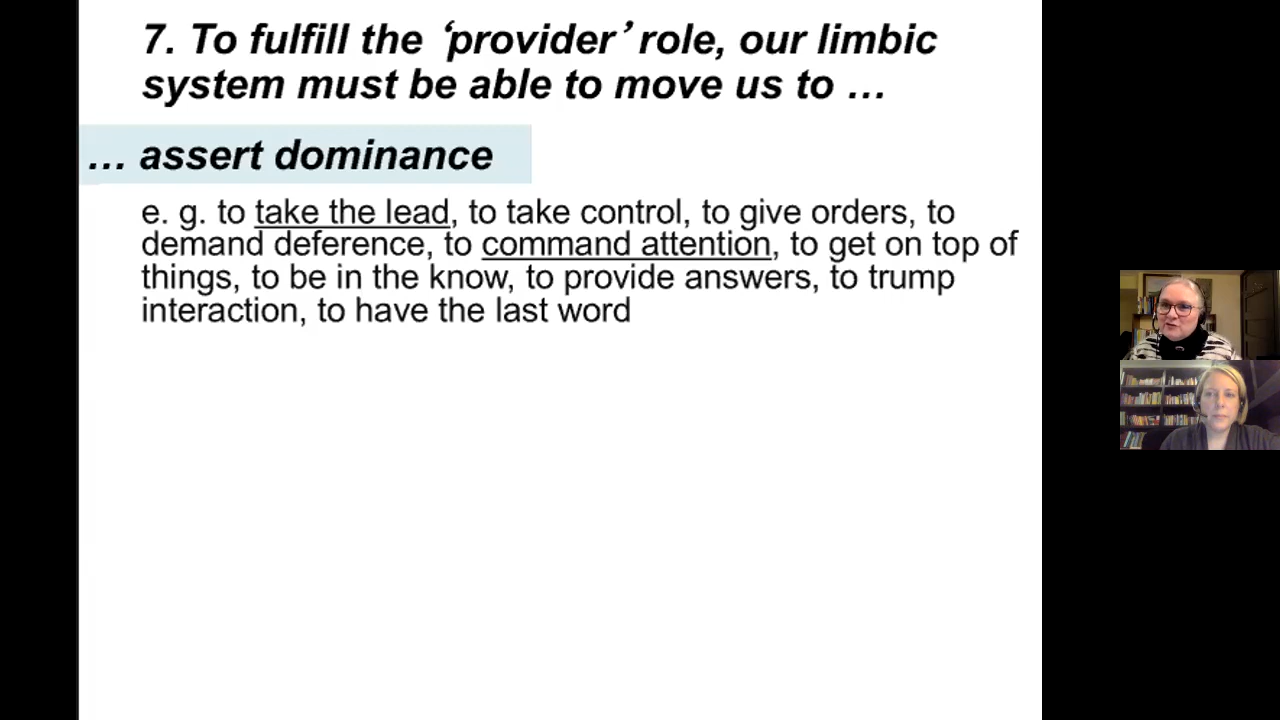 7. To fulfill the ‘provider’ role, our limbic
system must be able to move us to …
… assert dominance
e. g. to take the lead, to take control, to give orders, to
demand deference, to command attention, to get on top of
things, to be in the know, to provide answers, to trump
interaction, to have the last word